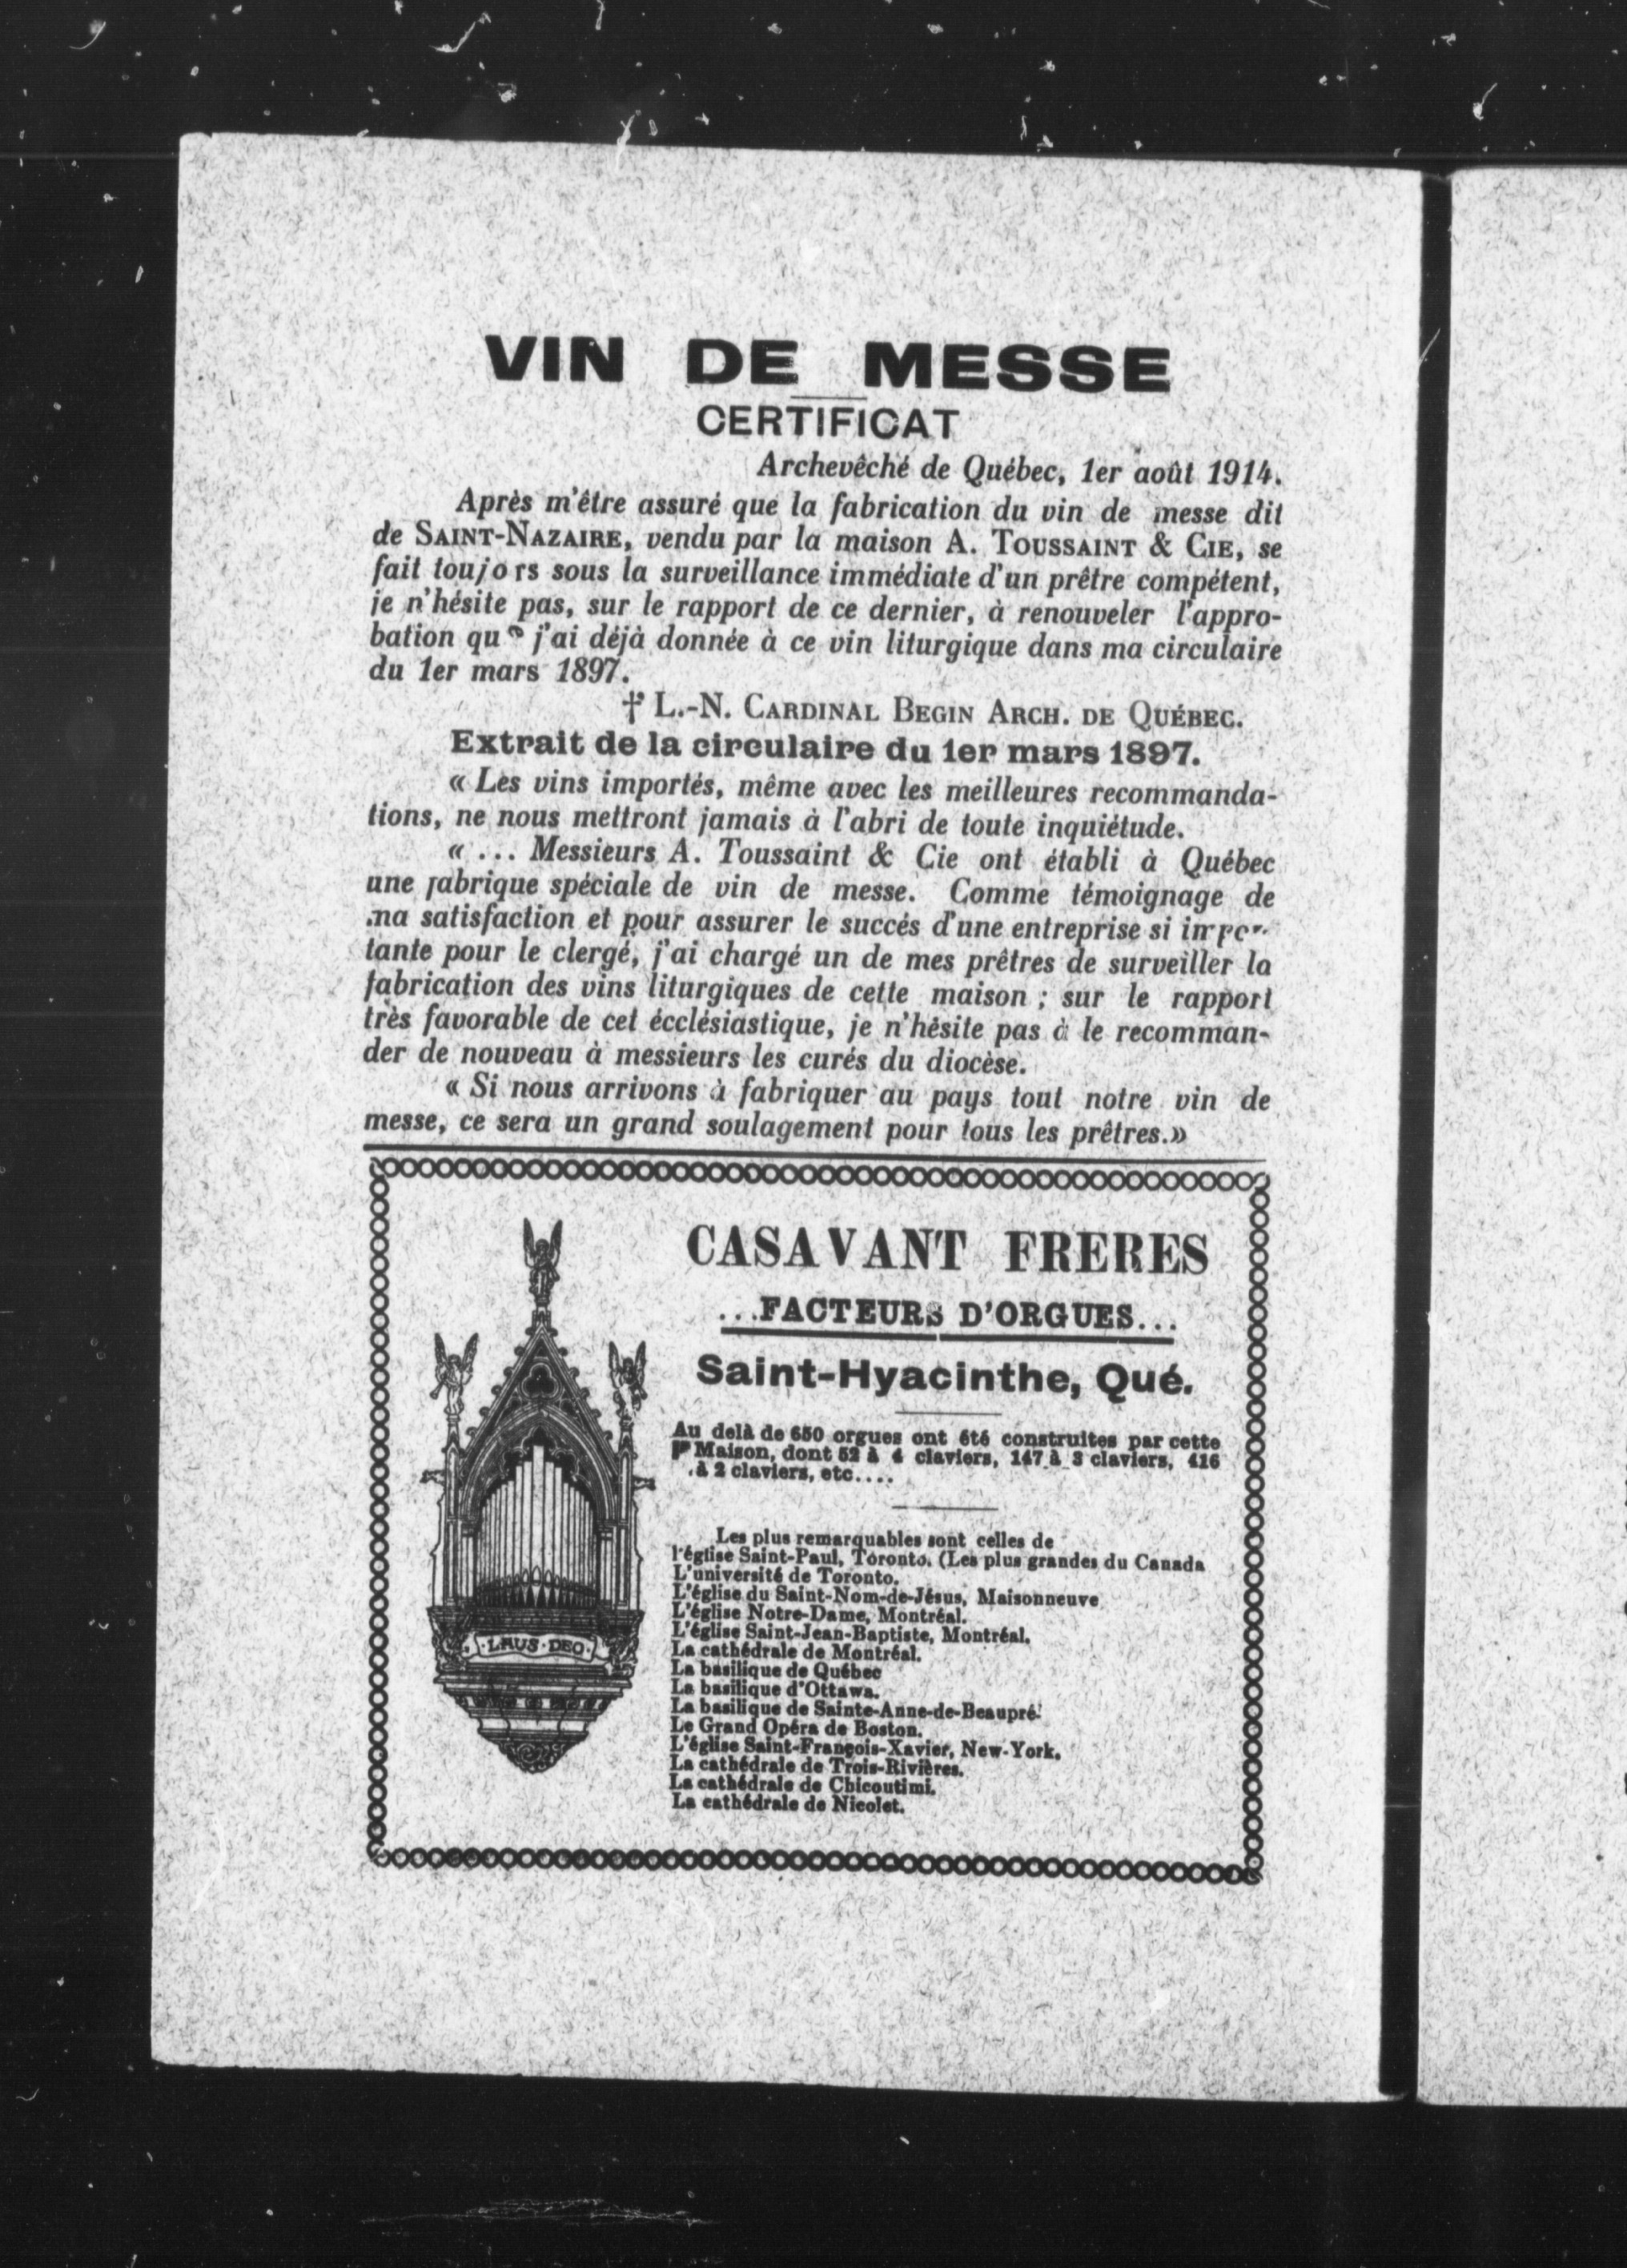 VIN DE MESSE
CERTIFICAT
Archevêché de Québec, 1er août 1914.
Après m'être assuré que la fabrication du vin de messe dit
de SAINT-NAZAIRE, vendu par la maison A. TOUSSAINT & CIE, se
fait toujors sous la surveillance immédiate d'un prêtre compétent,
je n'hésite pas, sur le rapport de ce dernier, à renouveler l'appro-
bation que j'ai déjà donnée à ce vin liturgique dans ma circulaire
du 1er mars 1897.
† L.-N. CARDINAL BEGIN ARCH. DE QUÉBEC.
Extrait de la circulaire du 1er mars 1897.
« Les vins importés, même avec les meilleures recommanda-
tions, ne nous mettront jamais à l'abri de toute inquiétude.
« ... Messieurs A. Toussaint & Cie ont établi à Québec
une fabrique spéciale de vin de messe. Comme témoignage de
ma satisfaction et pour assurer le succés d'une entreprise si impor-
tante pour le clergé, j'ai chargé un de mes prêtres de surveiller la
fabrication des vins liturgiques de cette maison ; sur le rapport
très favorable de cet écclésiastique, je n'hésite pas à le recomman-
der de nouveau à messieurs les curés du diocèse.
« Si nous arrivons à fabriquer au pays tout notre vin de
messe, ce sera un grand soulagement pour tous les prêtres.»
CASAVANT FRERES
...FACTEURS D'ORGUES...
Saint-Hyacinthe, Qué.
Au delà de 650 orgues ont été construites par cette
Maison, dont 52 à 4 claviers, 147 à 3 claviers, 416
à 2 claviers, etc....
Les plus remarquables sont celles de
l'église Saint-Paul, Toronto. (Les plus grandes du Canada
L'université de Toronto.
L'église du Saint-Nom-de-Jésus, Maisonneuve
L'église Notre-Dame, Montréal.
L'église Saint-Jean-Baptiste, Montréal.
La cathédrale de Montréal.
La basilique de Québec
La basilique d'Ottawa.
La basilique de Sainte-Anne-de-Beaupré.
Le Grand Opéra de Boston.
L'église Saint-François-Xavier, New-York.
La cathédrale de Trois-Rivières.
La cathédrale de Chicoutimi.
La cathédrale de Nicolet.
·LAUS·DEO·